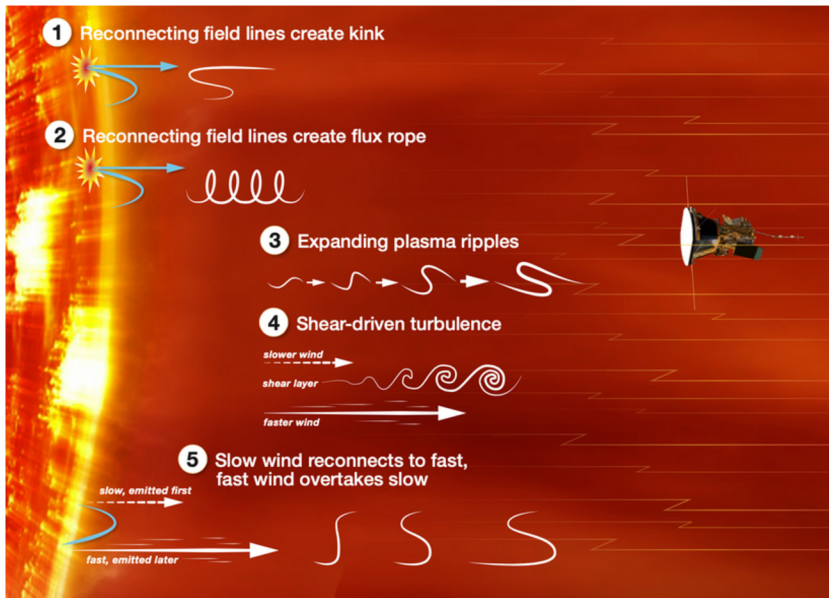 1 Reconnecting field lines create kink
2 Reconnecting field lines create flux rope
3 Expanding plasma ripples
4 Shear-driven turbulence
slower wind
shear layer
faster wind
5 Slow wind reconnects to fast,
fast wind overtakes slow
slow, emitted first
fast, emitted later